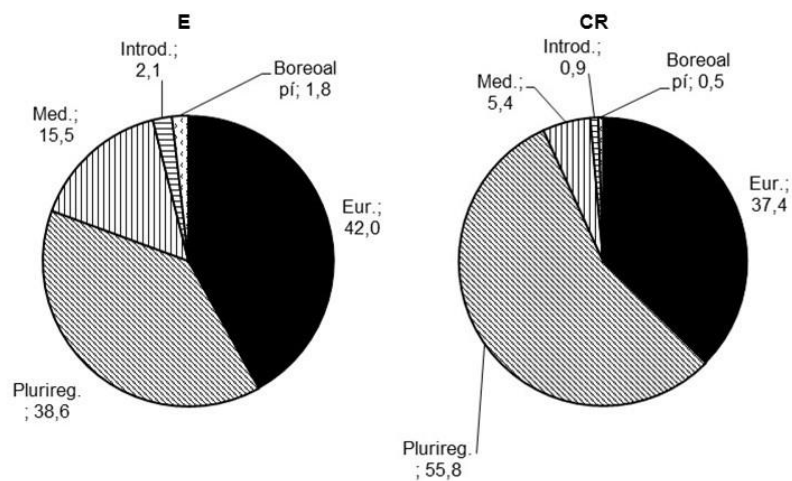 E
Introd.;
2,1
Boreoal
pí; 1,8
Med.;
15,5
Eur.;
42,0
Plurireg.
; 38,6
CR
Introd.;
0,9
Boreoal
pí; 0,5
Med.;
5,4
Eur.;
37,4
Plurireg.
; 55,8